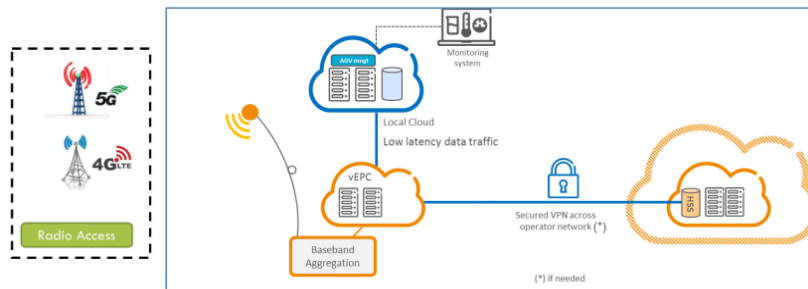 5G
4G LTE
Radio Access
AGV mngt
Monitoring
system
Local Cloud
Low latency data traffic
vEPC
Baseband
Aggregation
Secured VPN across
operator network (*)
SSH
(*) if needed